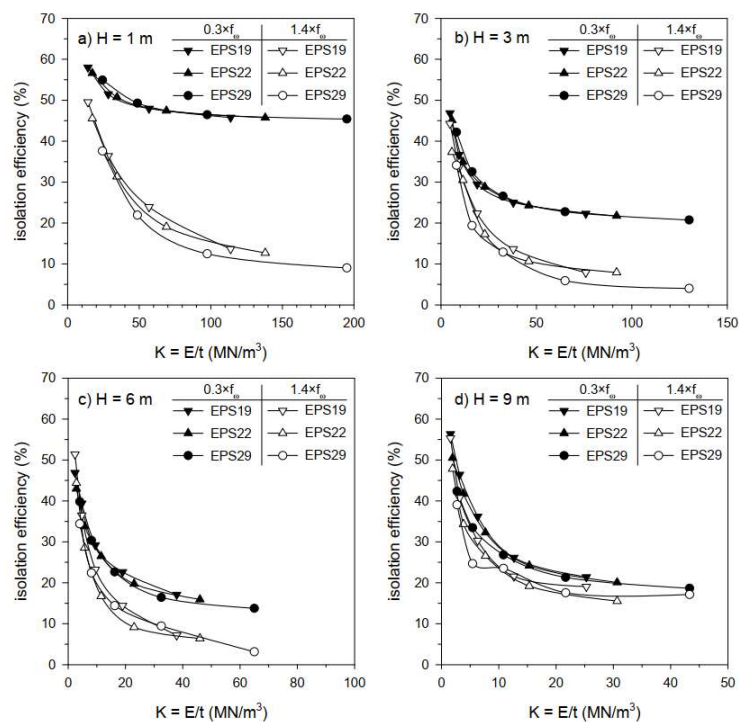 70
60
50
40
30
20
10
0
isolation efficiency (%)
a) H = 1 m
0.3×fω 1.4×fω
EPS19 EPS19
EPS22 EPS22
EPS29 EPS29
0 50 100 150 200
K = E/t (MN/m³)
70
60
50
40
30
20
10
0
isolation efficiency (%)
b) H = 3 m
0.3×fω 1.4×fω
EPS19 EPS19
EPS22 EPS22
EPS29 EPS29
0 50 100 150
K = E/t (MN/m³)
70
60
50
40
30
20
10
0
isolation efficiency (%)
c) H = 6 m
0.3×fω 1.4×fω
EPS19 EPS19
EPS22 EPS22
EPS29 EPS29
0 20 40 60 80 100
K = E/t (MN/m³)
70
60
50
40
30
20
10
0
isolation efficiency (%)
d) H = 9 m
0.3×fω 1.4×fω
EPS19 EPS19
EPS22 EPS22
EPS29 EPS29
0 10 20 30 40 50
K = E/t (MN/m³)